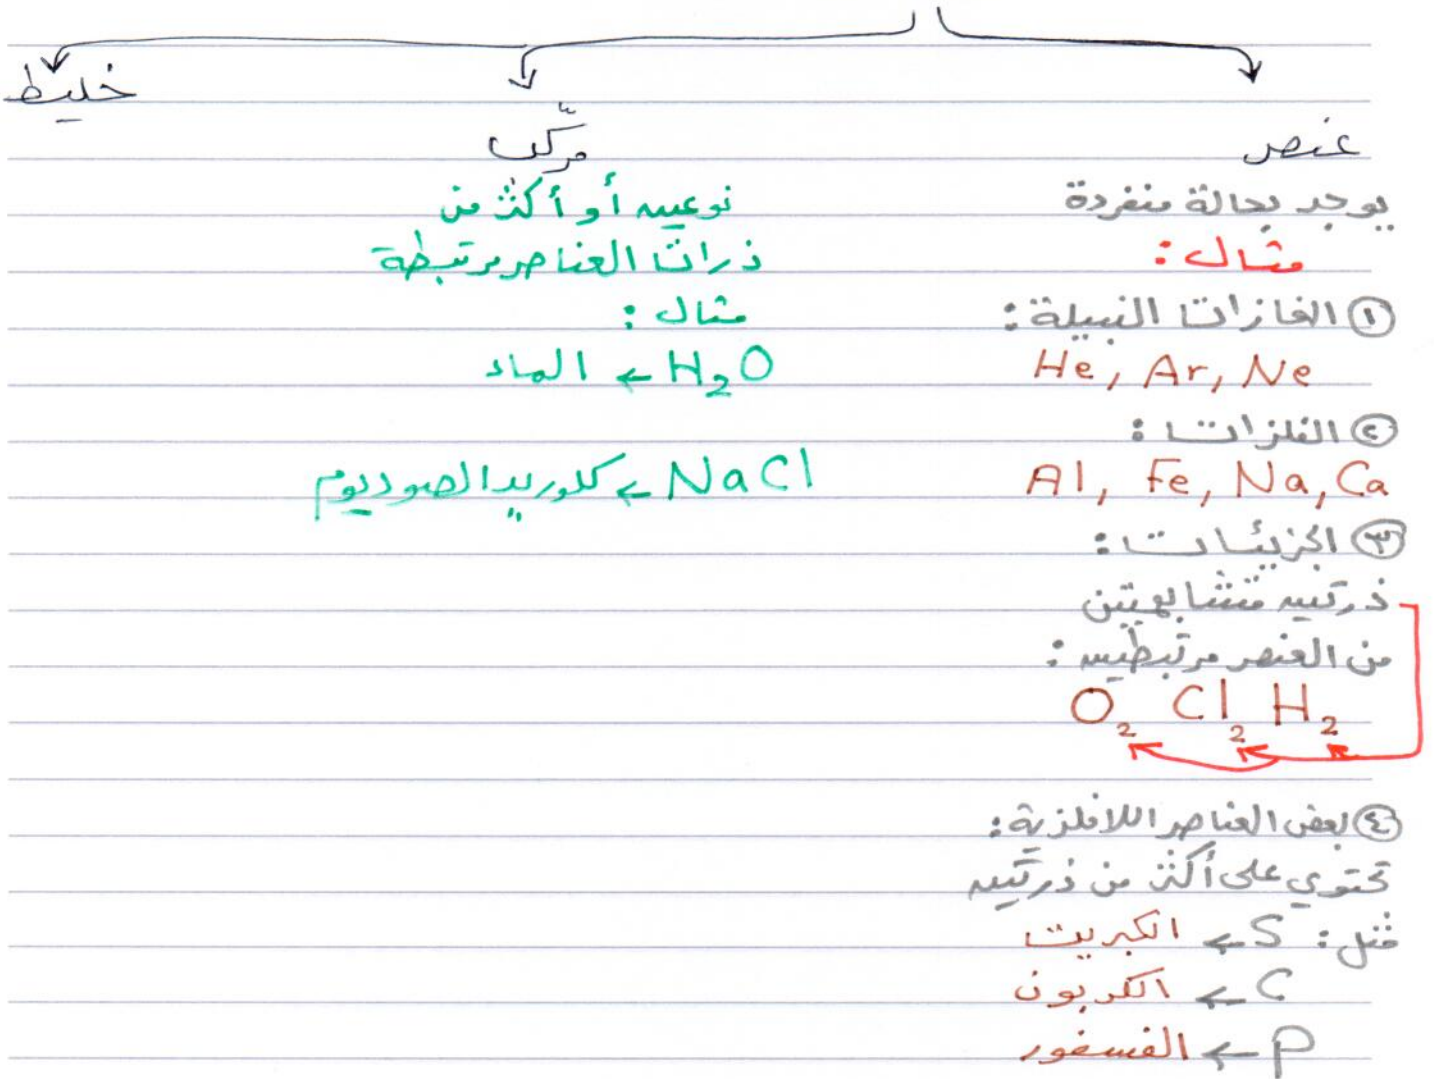 عنصر
يوجد بحالة منفردة
مثال:
① الغازات النبيلة:
He, Ar, Ne
② الفلزات:
Al, Fe, Na, Ca
③ الجزيئات:
ذرتين متشابهتين
من العنصر مرتبطين:
O₂ Cl₂ H₂
④ بعض العناصر اللافلزية:
تحتوي على أكثر من ذرتين
مثل: S ← الكبريت
C ← الكربون
P ← الفسفور
مركّب
نوعين أو أكثر من
ذرات العناصر مرتبطة
مثال:
H₂O ← الماء
NaCl ← كلوريد الصوديوم
خليط